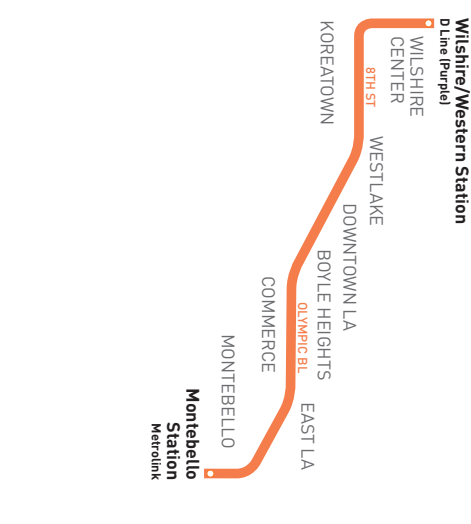 Wilshire/Western Station
D Line (Purple)
WILSHIRE
CENTER
8TH ST
KOREATOWN
WESTLAKE
DOWNTOWN LA
BOYLE HEIGHTS
OLYMPIC BL
COMMERCE
EAST LA
MONTEBELLO
Montebello
Station
Metrolink